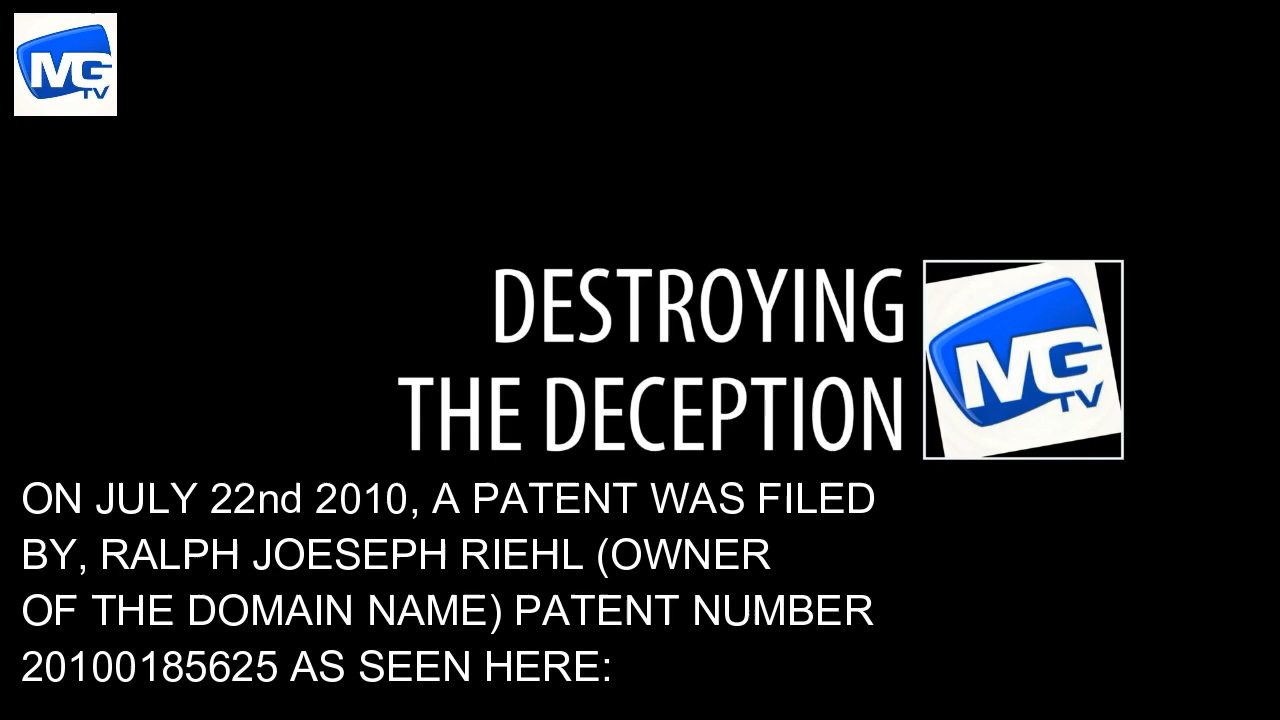 MG
TV
DESTROYING
THE DECEPTION
MG
TV
ON JULY 22nd 2010, A PATENT WAS FILED
BY, RALPH JOESEPH RIEHL (OWNER
OF THE DOMAIN NAME) PATENT NUMBER
20100185625 AS SEEN HERE: